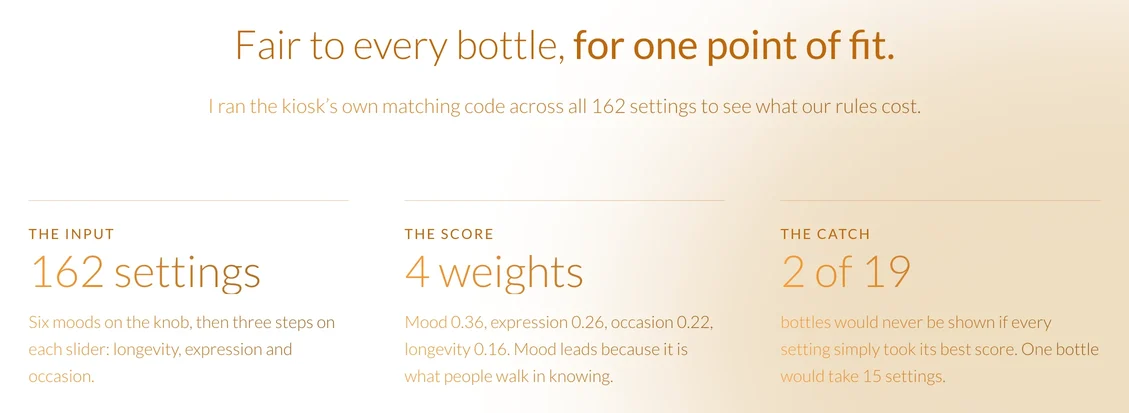 Fair to every bottle, for one point of fit.
I ran the kiosk’s own matching code across all 162 settings to see what our rules cost.
THE INPUT
162 settings
Six moods on the knob, then three steps on
each slider: longevity, expression and
occasion.
THE SCORE
4 weights
Mood 0.36, expression 0.26, occasion 0.22,
longevity 0.16. Mood leads because it is
what people walk in knowing.
THE CATCH
2 of 19
bottles would never be shown if every
setting simply took its best score. One bottle
would take 15 settings.